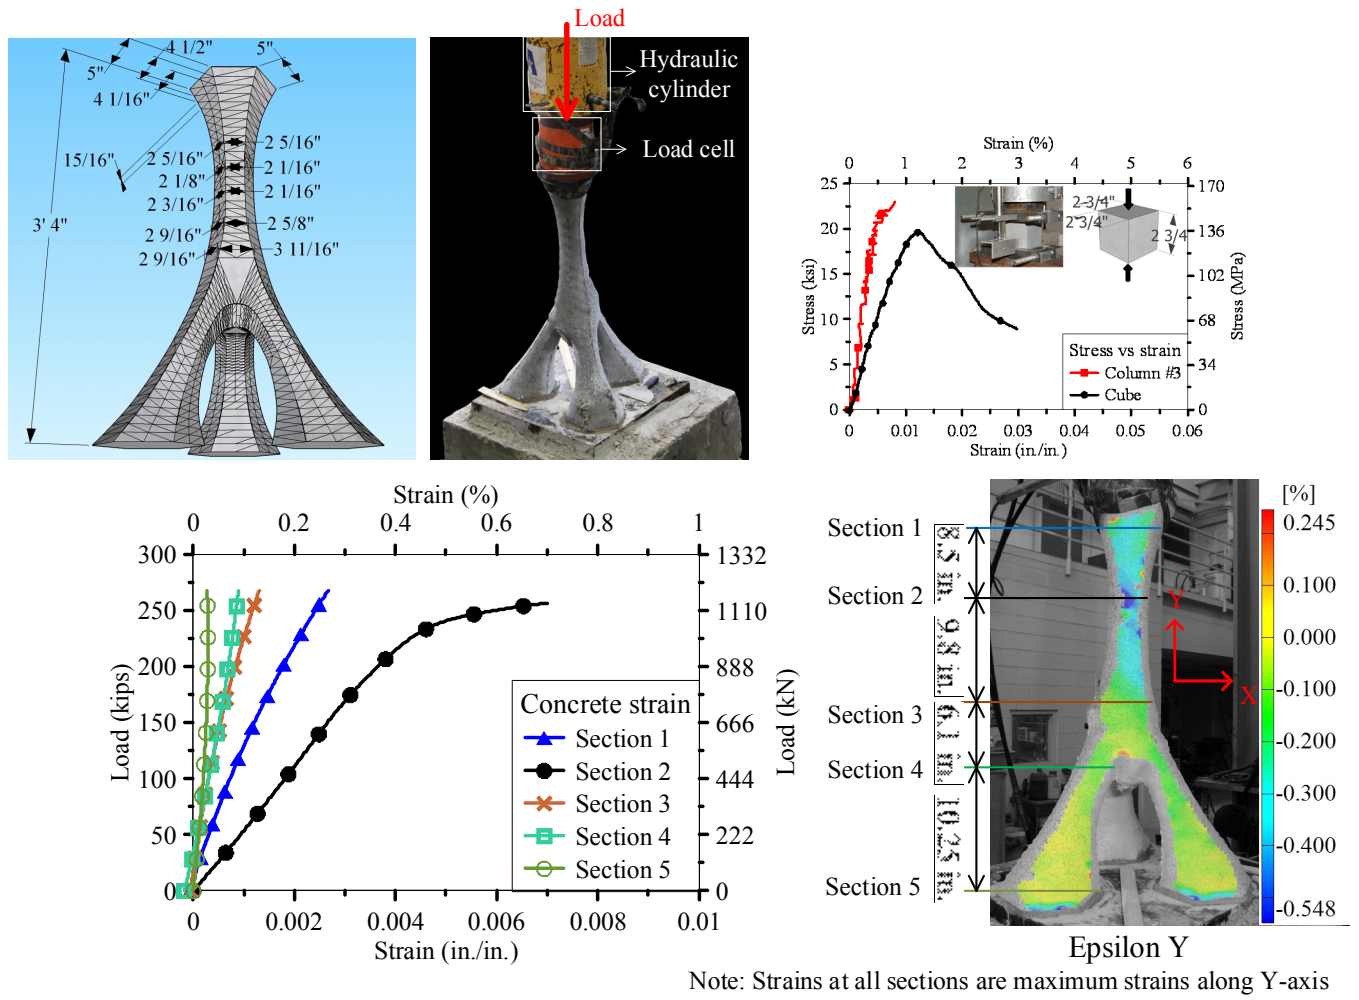 4 1/2"
5"
5"
4 1/16"
15/16"
2 5/16"
2 5/16"
2 1/16"
2 1/8"
2 1/16"
2 3/16"
2 5/8"
2 9/16"
3 11/16"
2 9/16"
3' 4"
Load
Hydraulic
cylinder
Load cell
Strain (%)
0 1 2 3 4 5 6
25
20
15
10
5
0
Stress (ksi)
170
136
102
68
34
0
Stress (MPa)
2 3/4"
2 3/4"
2 3/4
Stress vs strain
Column #3
Cube
0 0.01 0.02 0.03 0.04 0.05 0.06
Strain (in./in.)
Strain (%)
0 0.2 0.4 0.6 0.8 1
300
250
200
150
100
50
0
Load (kips)
1332
1110
888
666
444
222
0
Load (kN)
Concrete strain
Section 1
Section 2
Section 3
Section 4
Section 5
0 0.002 0.004 0.006 0.008 0.01
Strain (in./in.)
Section 1
8.5 in.
Section 2
9.8 in.
Section 3
6.1 in.
Section 4
10.25 in.
Section 5
Y
X
[%]
0.245
0.100
0.000
-0.100
-0.200
-0.300
-0.400
-0.548
Epsilon Y
Note: Strains at all sections are maximum strains along Y-axis